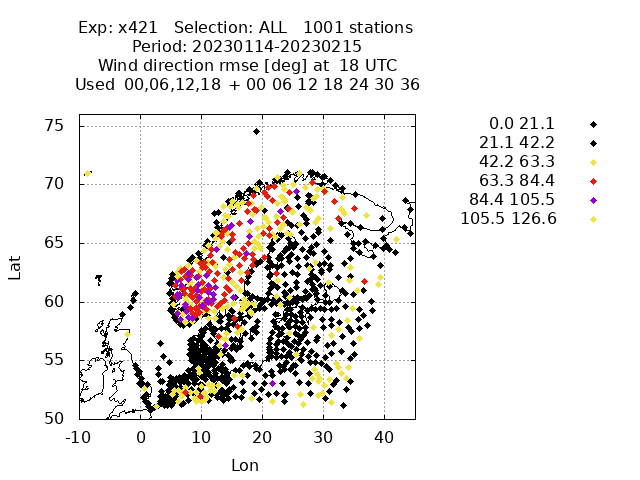 Exp: x421 Selection: ALL 1001 stations
Period: 20230114-20230215
Wind direction rmse [deg] at 18 UTC
Used 00,06,12,18 + 00 06 12 18 24 30 36
0.0 21.1
21.1 42.2
42.2 63.3
63.3 84.4
84.4 105.5
105.5 126.6
75
70
65
60
55
50
Lat
-10 0 10 20 30 40
Lon